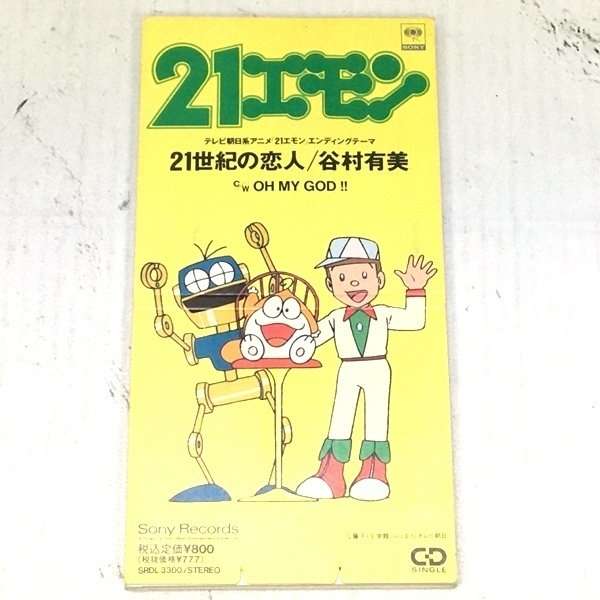 SONY
21エモン
テレビ朝日系アニメ「21エモン」エンディングテーマ
21世紀の恋人/谷村有美
C/W OH MY GOD !!
Sony Records
税込定価¥800
(税抜価格¥777)
SRDL 3300/STEREO
CD
SINGLE